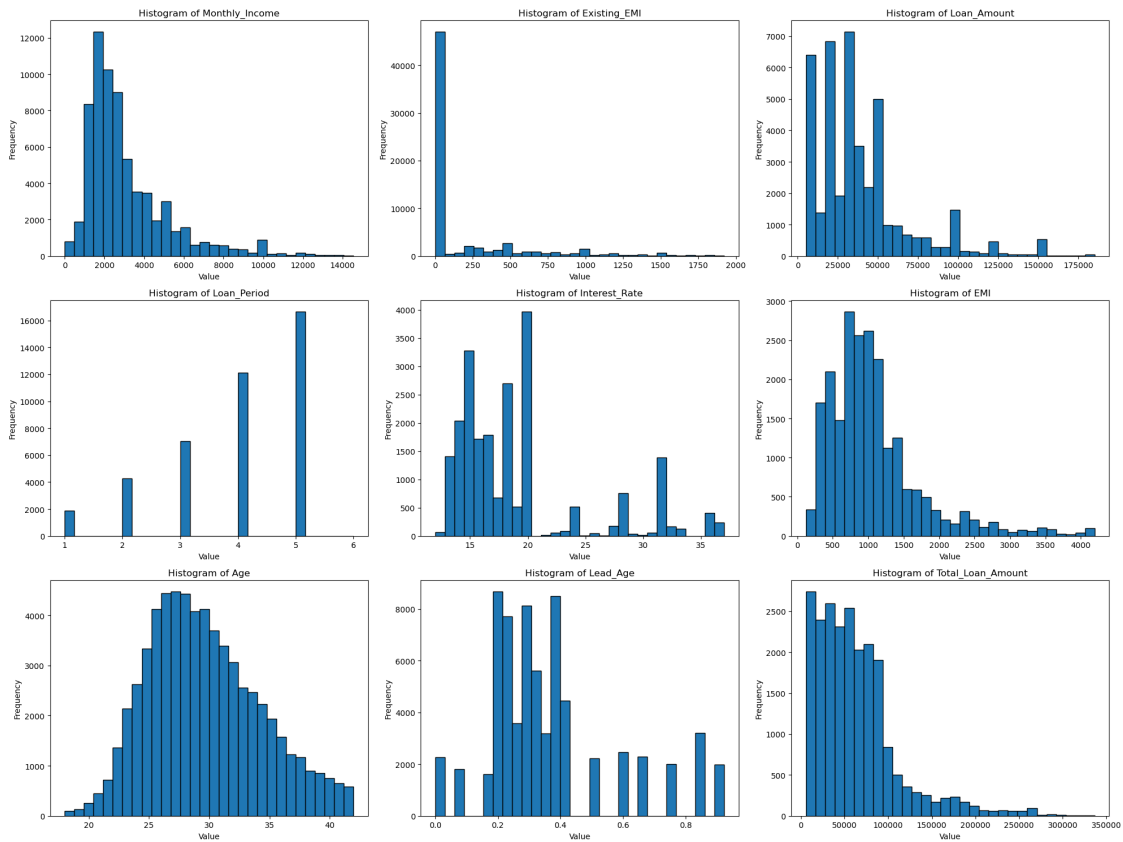 Histogram of Monthly_Income
Frequency
12000
10000
8000
6000
4000
2000
0
0 2000 4000 6000 8000 10000 12000 14000
Value
Histogram of Existing_EMI
Frequency
40000
30000
20000
10000
0
0 250 500 750 1000 1250 1500 1750 2000
Value
Histogram of Loan_Amount
Frequency
7000
6000
5000
4000
3000
2000
1000
0
0 25000 50000 75000 100000 125000 150000 175000
Value
Histogram of Loan_Period
Frequency
16000
14000
12000
10000
8000
6000
4000
2000
0
1 2 3 4 5 6
Value
Histogram of Interest_Rate
Frequency
4000
3500
3000
2500
2000
1500
1000
500
0
15 20 25 30 35
Value
Histogram of EMI
Frequency
3000
2500
2000
1500
1000
500
0
0 500 1000 1500 2000 2500 3000 3500 4000
Value
Histogram of Age
Frequency
4000
3000
2000
1000
0
20 25 30 35 40
Value
Histogram of Lead_Age
Frequency
8000
6000
4000
2000
0
0.0 0.2 0.4 0.6 0.8
Value
Histogram of Total_Loan_Amount
Frequency
2500
2000
1500
1000
500
0
0 50000 100000 150000 200000 250000 300000 350000
Value